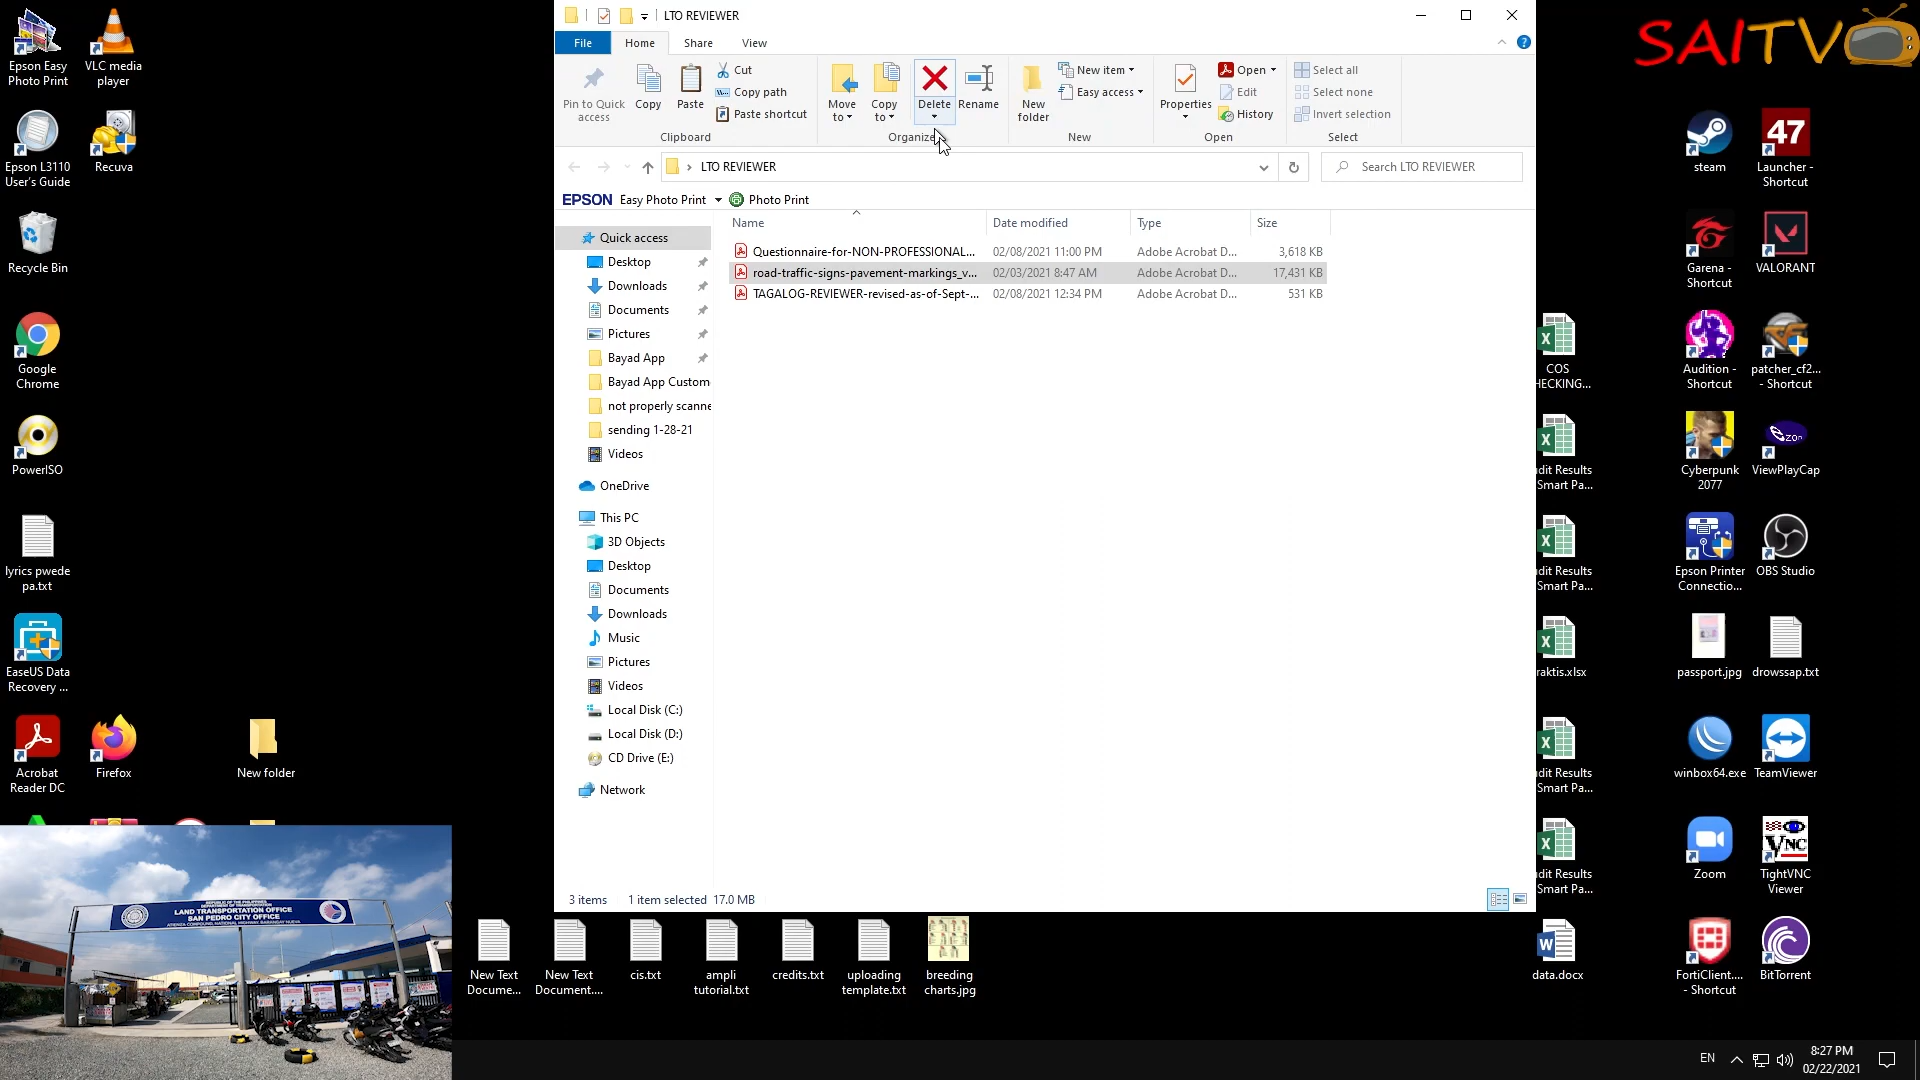 LTO REVIEWER
File
Home
Share
View
Pin to Quick
access
Copy
Paste
Cut
Copy path
Paste shortcut
Clipboard
Move
to
Copy
to
Delete
Rename
Organize
New
folder
New item
Easy access
New
Properties
Open
Edit
History
Open
Select all
Select none
Invert selection
Select
LTO REVIEWER
Search LTO REVIEWER
EPSON Easy Photo Print
Photo Print
Name
Date modified
Type
Size
Questionnaire-for-NON-PROFESSIONAL... 02/08/2021 11:00 PM Adobe Acrobat D... 3,618 KB
road-traffic-signs-pavement-markings_v... 02/03/2021 8:47 AM Adobe Acrobat D... 17,431 KB
TAGALOG-REVIEWER-revised-as-of-Sept-... 02/08/2021 12:34 PM Adobe Acrobat D... 531 KB
Quick access
Desktop
Downloads
Documents
Pictures
Bayad App
Bayad App Custom
not properly scanne
sending 1-28-21
Videos
OneDrive
This PC
3D Objects
Desktop
Documents
Downloads
Music
Pictures
Videos
Local Disk (C:)
Local Disk (D:)
CD Drive (E:)
Network
3 items
1 item selected 17.0 MB
Epson Easy
Photo Print
VLC media
player
Epson L3110
User's Guide
Recuva
Recycle Bin
Google
Chrome
PowerISO
lyrics pwede
pa.txt
EaseUS Data
Recovery ...
Acrobat
Reader DC
Firefox
New folder
REPUBLIC OF THE PHILIPPINES
DEPARTMENT OF TRANSPORTATION
LAND TRANSPORTATION OFFICE
SAN PEDRO CITY OFFICE
New Text
Docume...
New Text
Document....
cis.txt
ampli
tutorial.txt
credits.txt
uploading
template.txt
breeding
charts.jpg
SAITV
steam
47
Launcher -
Shortcut
Garena -
Shortcut
VALORANT
COS
HECKING...
Audition -
Shortcut
patcher_cf2...
- Shortcut
dit Results
Smart Pa...
Cyberpunk
2077
ViewPlayCap
dit Results
Smart Pa...
Epson Printer
Connectio...
OBS Studio
raktis.xlsx
passport.jpg
drowssap.txt
dit Results
Smart Pa...
winbox64.exe
TeamViewer
dit Results
Smart Pa...
Zoom
VNC
TightVNC
Viewer
data.docx
FortiClient....
- Shortcut
BitTorrent
EN
8:27 PM
02/22/2021